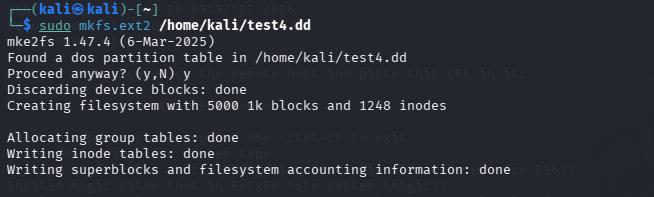 ┌──(kali㉿kali)-[~]
└─$ sudo mkfs.ext2 /home/kali/test4.dd
mke2fs 1.47.4 (6-Mar-2025)
Found a dos partition table in /home/kali/test4.dd
Proceed anyway? (y,N) y
Discarding device blocks: done
Creating filesystem with 5000 1k blocks and 1248 inodes

Allocating group tables: done
Writing inode tables: done
Writing superblocks and filesystem accounting information: done